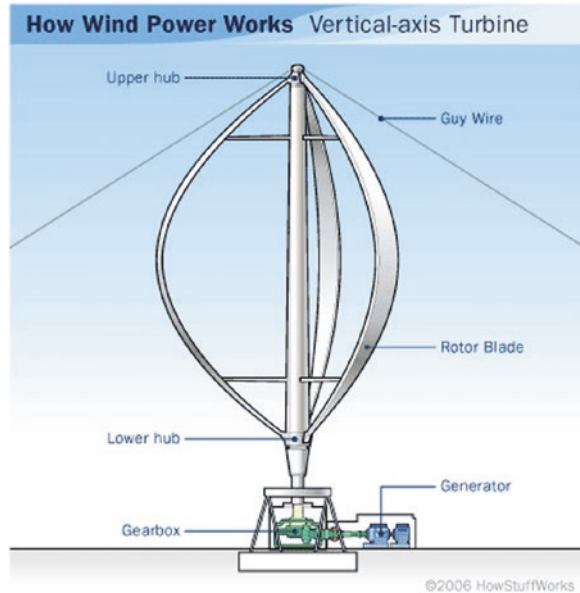 How Wind Power Works Vertical-axis Turbine
Upper hub
Guy Wire
Rotor Blade
Lower hub
Generator
Gearbox
©2006 HowStuffWorks